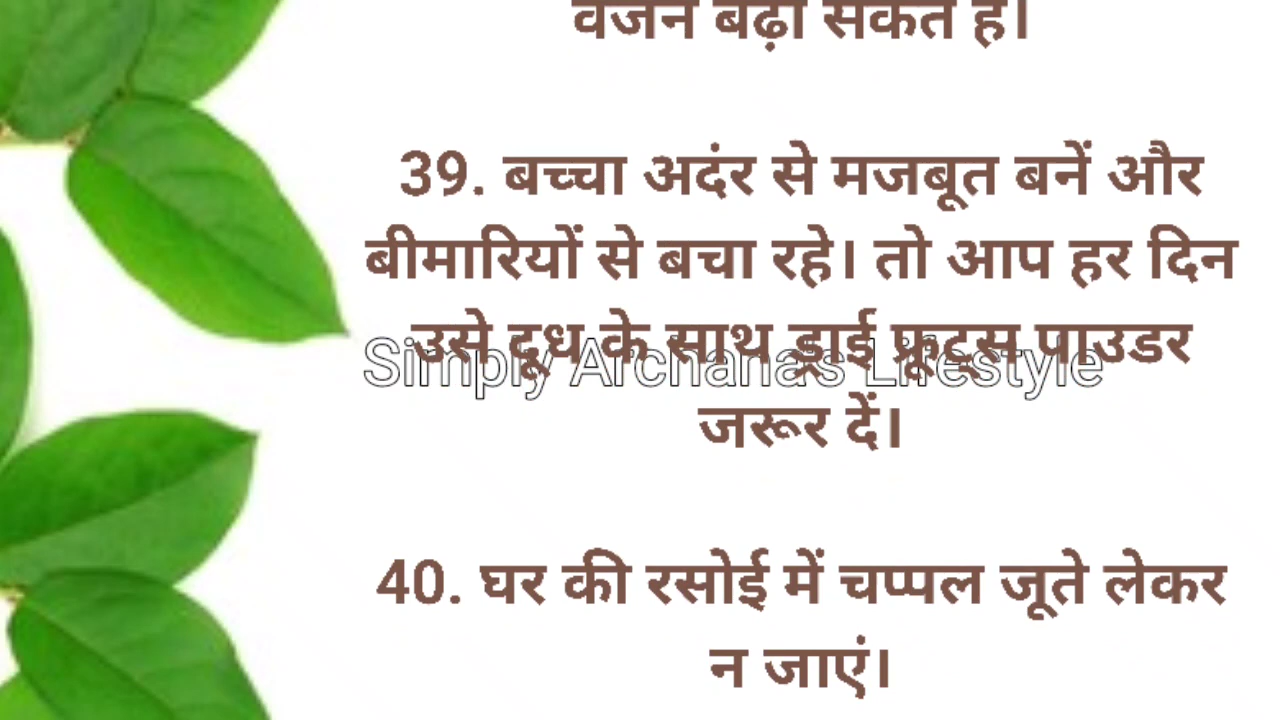 वजन बढ़ा सकते हैं।
39. बच्चा अदंर से मजबूत बनें और
बीमारियों से बचा रहे। तो आप हर दिन
उसे दूध के साथ ड्राई फ्रूट्स पाउडर
Simply Archana's Lifestyle
जरूर दें।
40. घर की रसोई में चप्पल जूते लेकर
न जाएं।